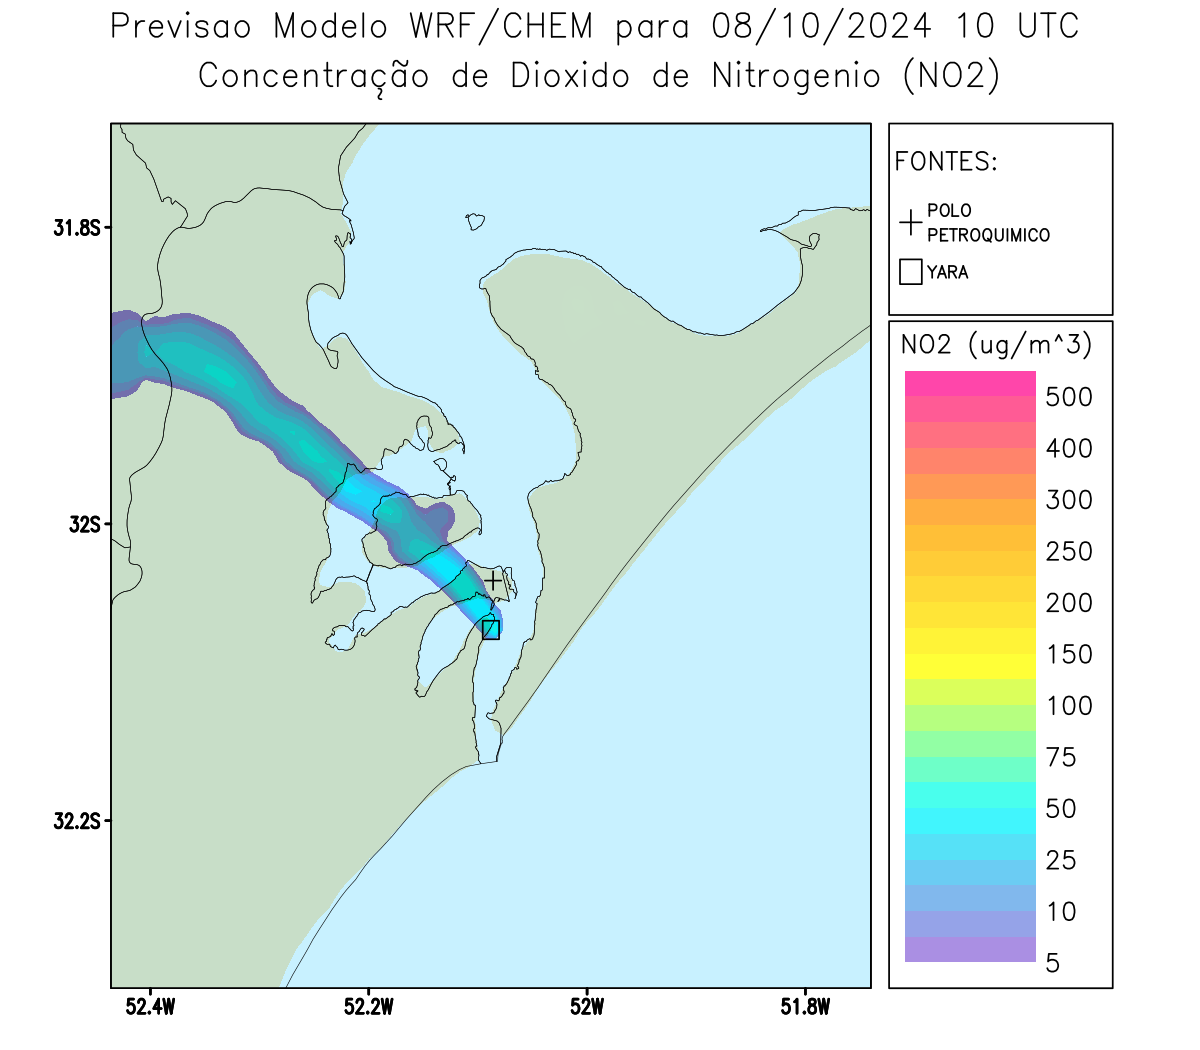 Previsao Modelo WRF/CHEM para 08/10/2024 10 UTC
Concentração de Dioxido de Nitrogenio (NO2)
FONTES:
POLO
PETROQUIMICO
YARA
NO2 (ug/m^3)
500
400
300
250
200
150
100
75
50
25
10
5
31.8S
32S
32.2S
52.4W
52.2W
52W
51.8W